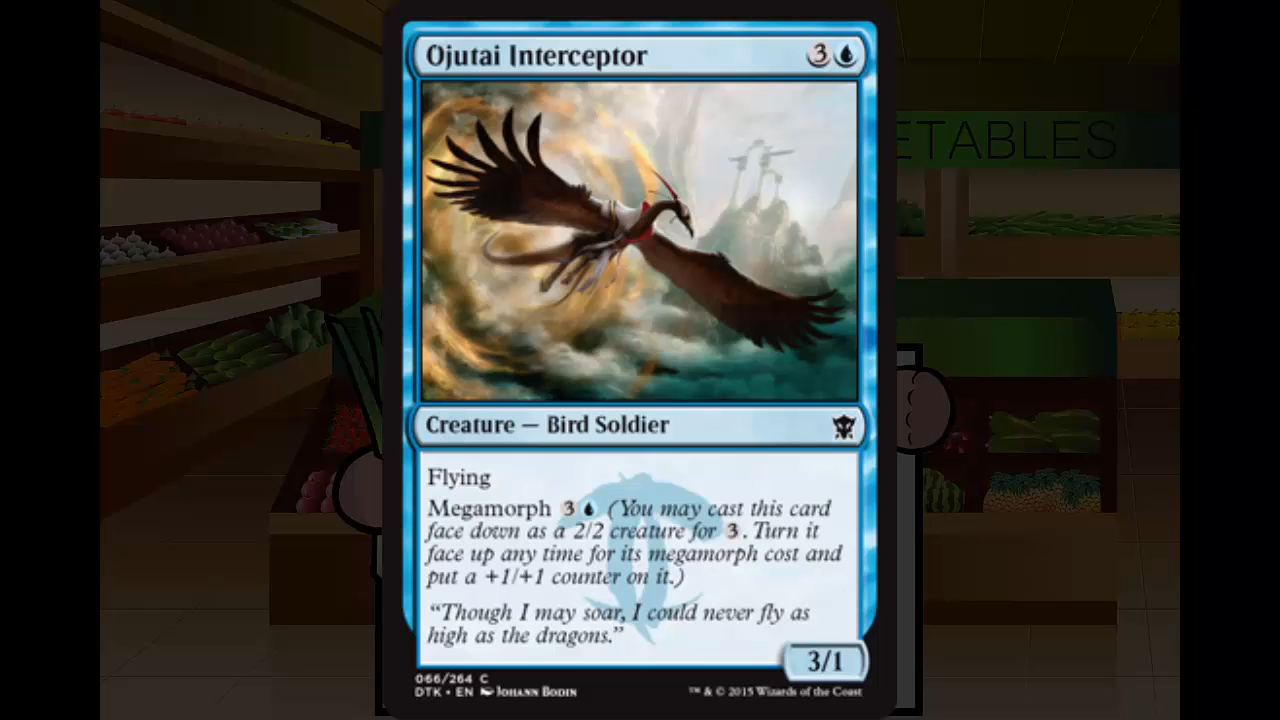 Ojutai Interceptor 3
ETABLES
Creature — Bird Soldier
Flying
Megamorph 3 (You may cast this card
face down as a 2/2 creature for 3. Turn it
face up any time for its megamorph cost and
put a +1/+1 counter on it.)
“Though I may soar, I could never fly as
high as the dragons.”
3/1
066/264 C
DTK • EN Johann Bodin
™ & © 2015 Wizards of the Coast